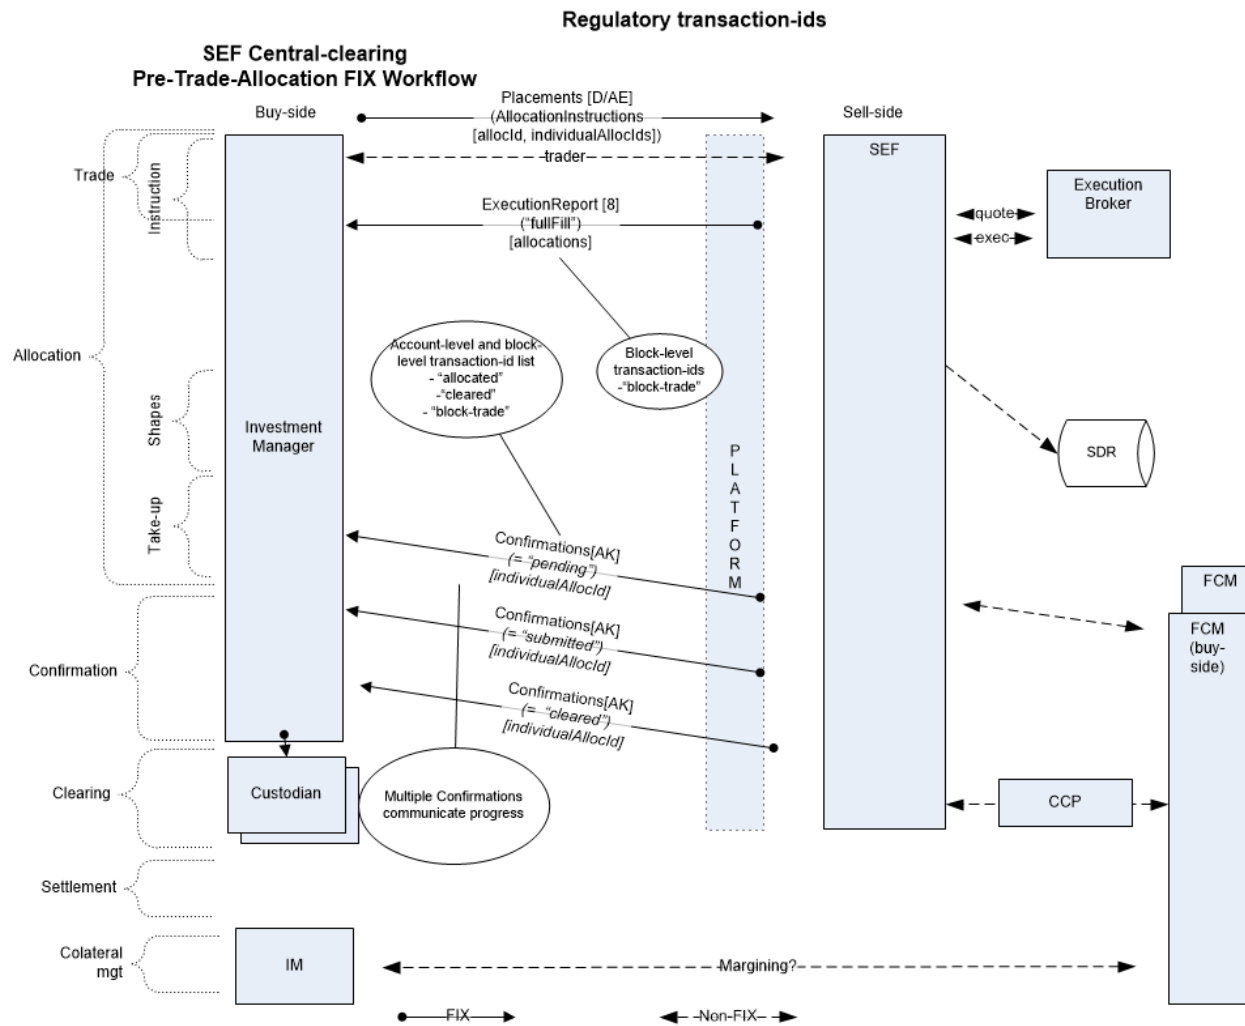 Regulatory transaction-ids
SEF Central-clearing
Pre-Trade-Allocation FIX Workflow
Buy-side
Placements [D/AE]
(AllocationInstructions
[allocId, individualAllocIds])
trader
Sell-side
SEF
Trade
Instruction
Execution
Broker
quote
exec
ExecutionReport [8]
("fullFill")
[allocations]
Account-level and block-
level transaction-id list
- "allocated"
-"cleared"
- "block-trade"
Block-level
transaction-ids
-"block-trade"
Allocation
Shapes
Investment
Manager
P
L
A
T
F
O
R
M
SDR
Take-up
Confirmations[AK]
(= "pending")
[individualAllocId]
FCM
Confirmations[AK]
(= "submitted")
[individualAllocId]
FCM
(buy-
side)
Confirmation
Confirmations[AK]
(= "cleared")
[individualAllocId]
Clearing
Custodian
Multiple Confirmations
communicate progress
CCP
Settlement
Colateral
mgt
IM
Margining?
FIX
Non-FIX